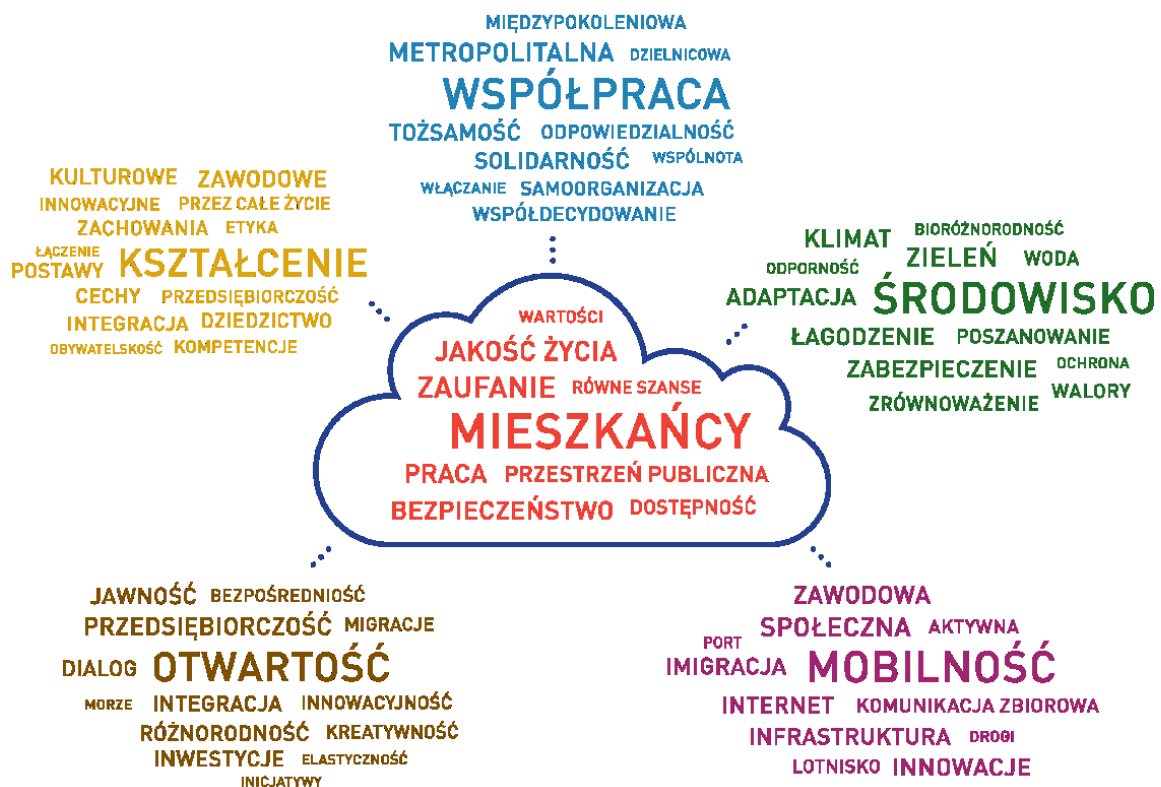 MIĘDZYPOKOLENIOWA
METROPOLITALNA DZIELNICOWA
WSPÓŁPRACA
TOŻSAMOŚĆ ODPOWIEDZIALNOŚĆ
SOLIDARNOŚĆ WSPÓLNOTA
WŁĄCZANIE SAMOORGANIZACJA
WSPÓŁDECYDOWANIE
KULTUROWE ZAWODOWE
INNOWACYJNE PRZEZ CAŁE ŻYCIE
ZACHOWANIA ETYKA
ŁĄCZENIE
POSTAWY KSZTAŁCENIE
CECHY PRZEDSIĘBIORCZOŚĆ
INTEGRACJA DZIEDZICTWO
OBYWATELSKOŚĆ KOMPETENCJE
BIORÓŻNORODNOŚĆ
KLIMAT ZIELEŃ WODA
ODPORNOŚĆ
ADAPTACJA ŚRODOWISKO
ŁAGODZENIE POSZANOWANIE
ZABEZPIECZENIE OCHRONA
ZRÓWNOWAŻENIE WALORY
WARTOŚCI
JAKOŚĆ ŻYCIA
ZAUFANIE RÓWNE SZANSE
MIESZKAŃCY
PRACA PRZESTRZEŃ PUBLICZNA
BEZPIECZEŃSTWO DOSTĘPNOŚĆ
JAWNOŚĆ BEZPOŚREDNIOŚĆ
PRZEDSIĘBIORCZOŚĆ MIGRACJE
DIALOG OTWARTOŚĆ
MORZE INTEGRACJA INNOWACYJNOŚĆ
RÓŻNORODNOŚĆ KREATYWNOŚĆ
INWESTYCJE ELASTYCZNOŚĆ
INICJATYWY
ZAWODOWA
SPOŁECZNA AKTYWNA
PORT
IMIGRACJA MOBILNOŚĆ
INTERNET KOMUNIKACJA ZBIOROWA
INFRASTRUKTURA DROGI
LOTNISKO INNOWACJE